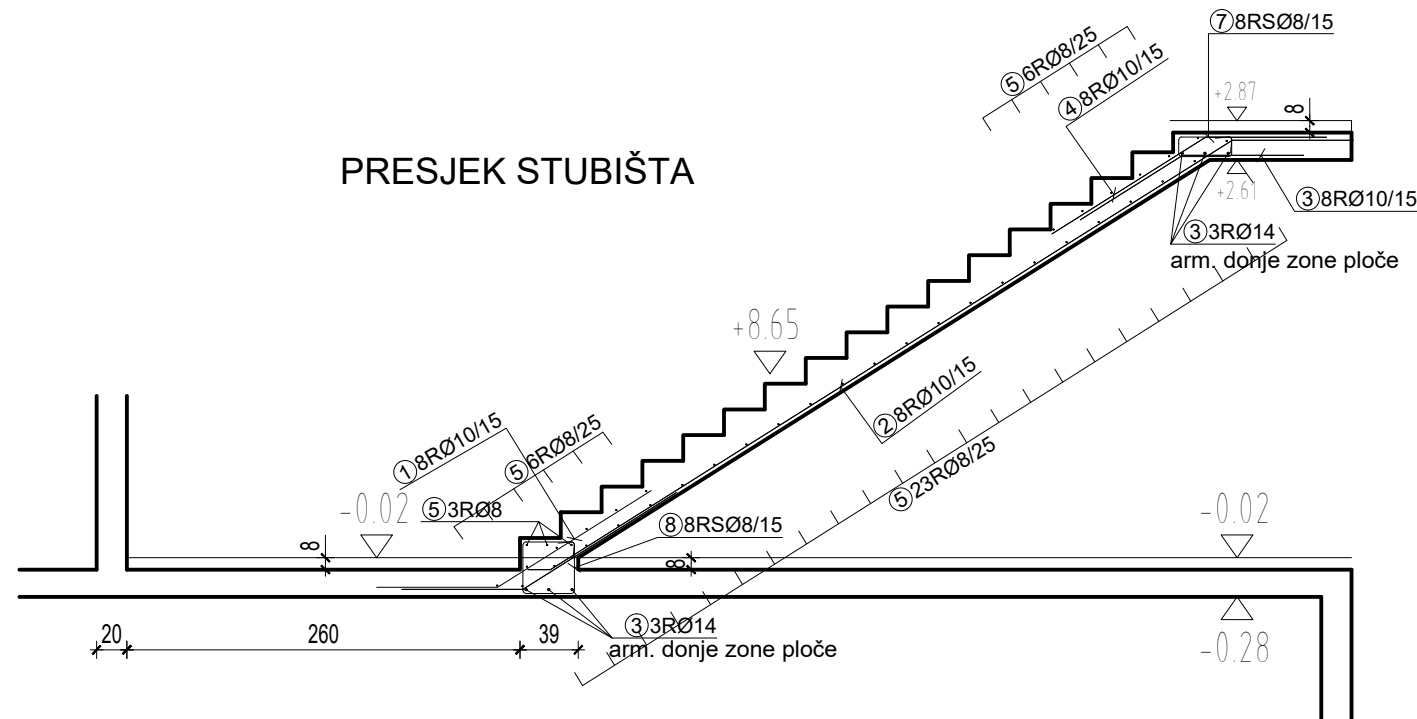 ⑦8RSØ8/15
⑤6RØ8/25
④8RØ10/15
+2.87
8
PRESJEK STUBIŠTA
+2.61
③8RØ10/15
③3RØ14
arm. donje zone ploče
+8.65
②8RØ10/15
①8RØ10/15
⑤6RØ8/25
⑤23RØ8/25
-0.02
⑤3RØ8
⑧8RSØ8/15
-0.02
8
8
20
260
39
③3RØ14
arm. donje zone ploče
-0.28